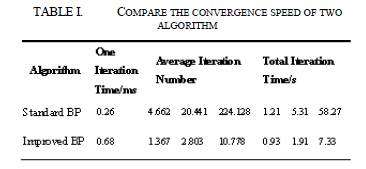 TABLE I. COMPARE THE CONVERGENCE SPEED OF TWO
ALGORITHM
Algorithm One Iteration Time/ms Average Iteration Number Total Iteration Time/s
Standard BP 0.26 4.662 20.441 224.128 1.21 5.31 58.27
Improved BP 0.68 1.367 2.803 10.778 0.93 1.91 7.33